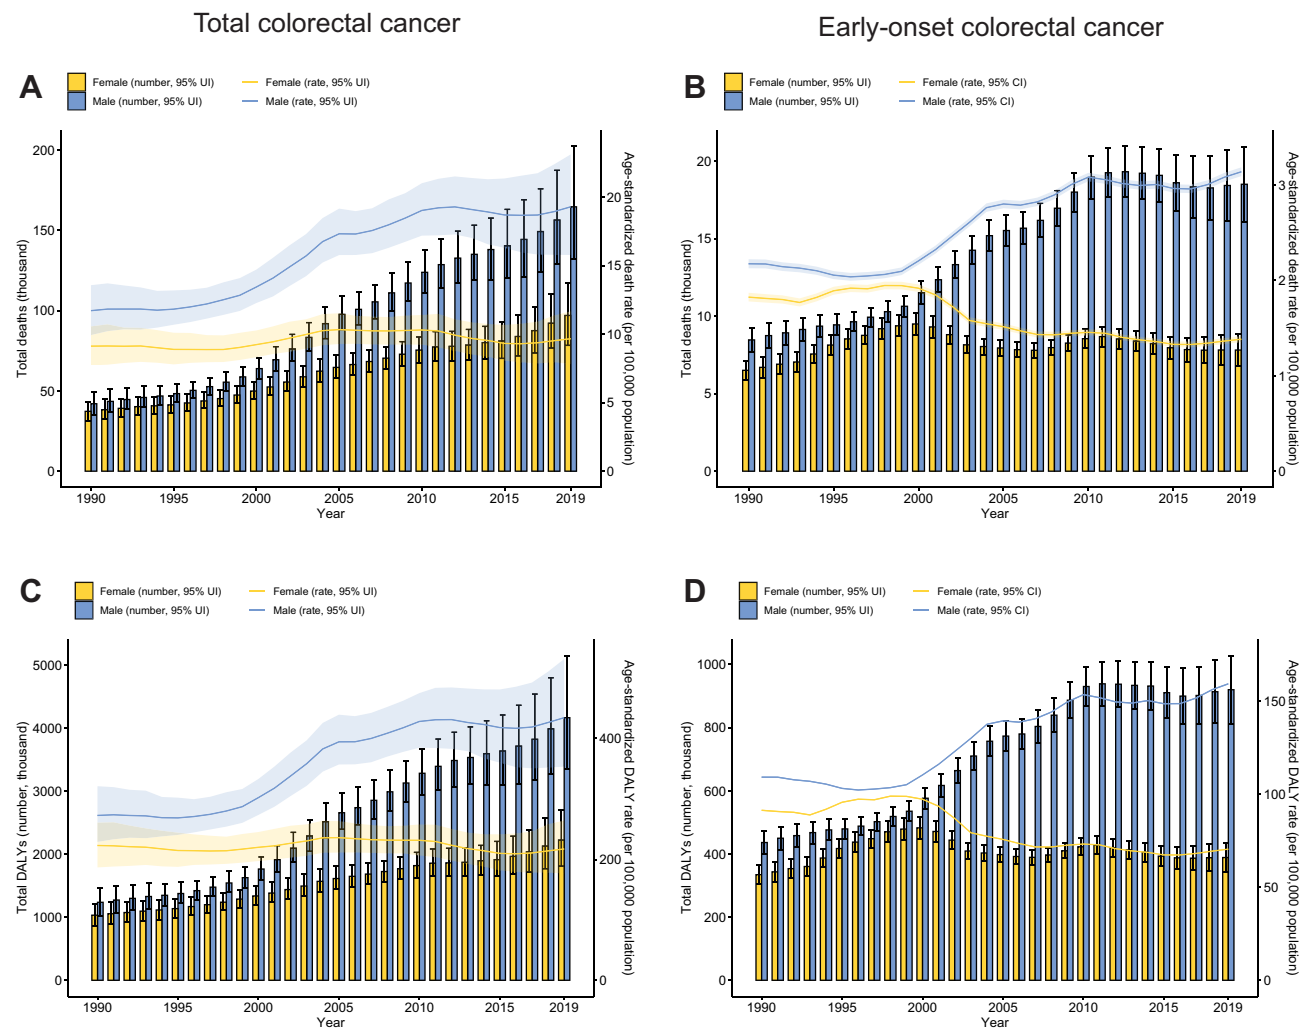 Total colorectal cancer
Early-onset colorectal cancer
A
Female (number, 95% UI)
Female (rate, 95% UI)
Male (number, 95% UI)
Male (rate, 95% UI)
200
150
100
50
0
Total deaths (thousand)
20
15
10
5
0
Age-standardized death rate (per 100,000 population)
1990
1995
2000
2005
2010
2015
2019
Year
B
Female (number, 95% UI)
Female (rate, 95% CI)
Male (number, 95% UI)
Male (rate, 95% CI)
20
15
10
5
0
Total deaths (thousand)
3
2
1
0
Age-standardized death rate (per 100,000 population)
1990
1995
2000
2005
2010
2015
2019
Year
C
Female (number, 95% UI)
Female (rate, 95% UI)
Male (number, 95% UI)
Male (rate, 95% UI)
5000
4000
3000
2000
1000
0
Total DALYs (number, thousand)
400
200
0
Age-standardized DALY rate (per 100,000 population)
1990
1995
2000
2005
2010
2015
2019
Year
D
Female (number, 95% UI)
Female (rate, 95% CI)
Male (number, 95% UI)
Male (rate, 95% CI)
1000
800
600
400
200
0
Total DALYs (number, thousand)
150
100
50
0
Age-standardized DALY rate (per 100,000 population)
1990
1995
2000
2005
2010
2015
2019
Year